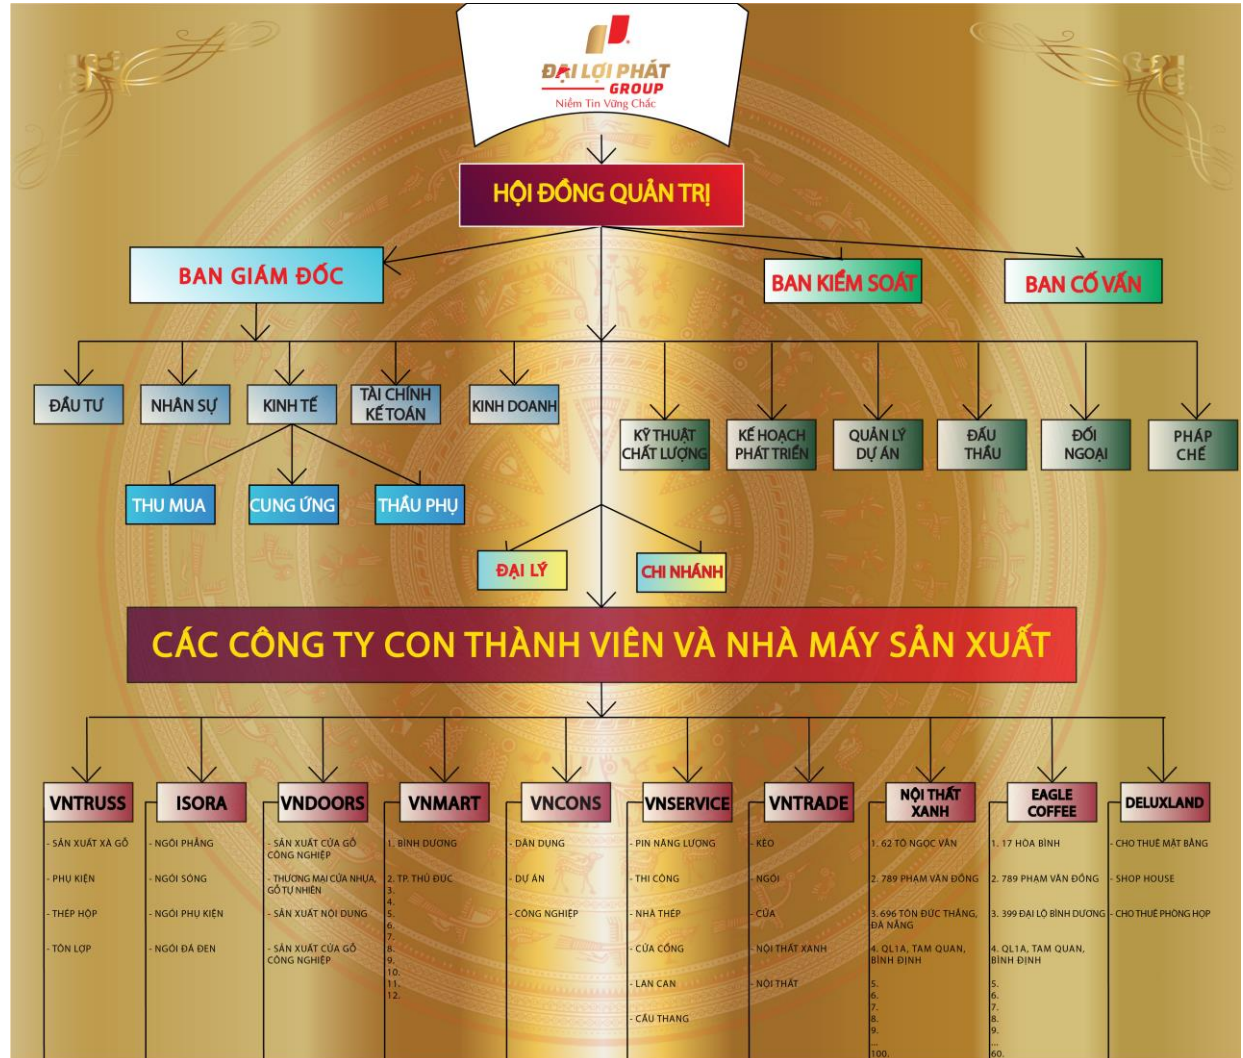 ĐẠI LỢI PHÁT
GROUP
Niềm Tin Vững Chắc
HỘI ĐỒNG QUẢN TRỊ
BAN GIÁM ĐỐC
BAN KIỂM SOÁT
BAN CỐ VẤN
ĐẦU TƯ
NHÂN SỰ
KINH TẾ
TÀI CHÍNH
KẾ TOÁN
KINH DOANH
KỸ THUẬT
CHẤT LƯỢNG
KẾ HOẠCH
PHÁT TRIỂN
QUẢN LÝ
DỰ ÁN
ĐẤU
THẦU
ĐỐI
NGOẠI
PHÁP
CHẾ
THU MUA
CUNG ỨNG
THẦU PHỤ
ĐẠI LÝ
CHI NHÁNH
CÁC CÔNG TY CON THÀNH VIÊN VÀ NHÀ MÁY SẢN XUẤT
VNTRUSS
- SẢN XUẤT XÀ GỒ
- PHỤ KIỆN
- THÉP HỘP
- TÔN LỢP
ISORA
- NGÓI PHẲNG
- NGÓI SÓNG
- NGÓI PHỤ KIỆN
- NGÓI ĐÁ ĐEN
VNDOORS
- SẢN XUẤT CỬA GỖ
CÔNG NGHIỆP
- THƯƠNG MẠI CỬA NHỰA,
GỖ TỰ NHIÊN
- SẢN XUẤT NỘI DUNG
- SẢN XUẤT CỬA GỖ
CÔNG NGHIỆP
VNMART
1. BÌNH DƯƠNG
2. TP. THỦ ĐỨC
3.
4.
5.
6.
7.
8.
9.
10.
11.
12.
VNCONS
- DÂN DỤNG
- DỰ ÁN
- CÔNG NGHIỆP
VNSERVICE
- PIN NĂNG LƯỢNG
- THI CÔNG
- NHÀ THÉP
- CỬA CỔNG
- LAN CAN
- CẦU THANG
VNTRADE
- KÈO
- NGÓI
- CỬA
- NỘI THẤT XANH
- NỘI THẤT
NỘI THẤT
XANH
1. 62 TÔ NGỌC VÂN
2. 789 PHẠM VĂN ĐỒNG
3. 696 TÔN ĐỨC THẮNG,
ĐÀ NẴNG
4. QL1A, TAM QUAN,
BÌNH ĐỊNH
5.
6.
7.
8.
9.
...
100.
EAGLE
COFFEE
1. 17 HÒA BÌNH
2. 789 PHẠM VĂN ĐỒNG
3. 399 ĐẠI LỘ BÌNH DƯƠNG
4. QL1A, TAM QUAN,
BÌNH ĐỊNH
5.
6.
7.
8.
9.
...
60.
DELUXLAND
- CHO THUÊ MẶT BẰNG
- SHOP HOUSE
- CHO THUÊ PHÒNG HỌP